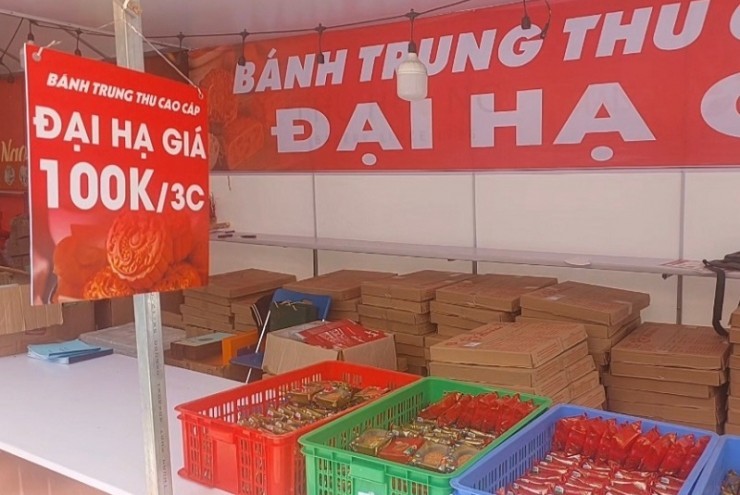 BÁNH TRUNG THU CAO CẤP
ĐẠI HẠ GIÁ
100K/3C
BÁNH TRUNG THU
ĐẠI HẠ